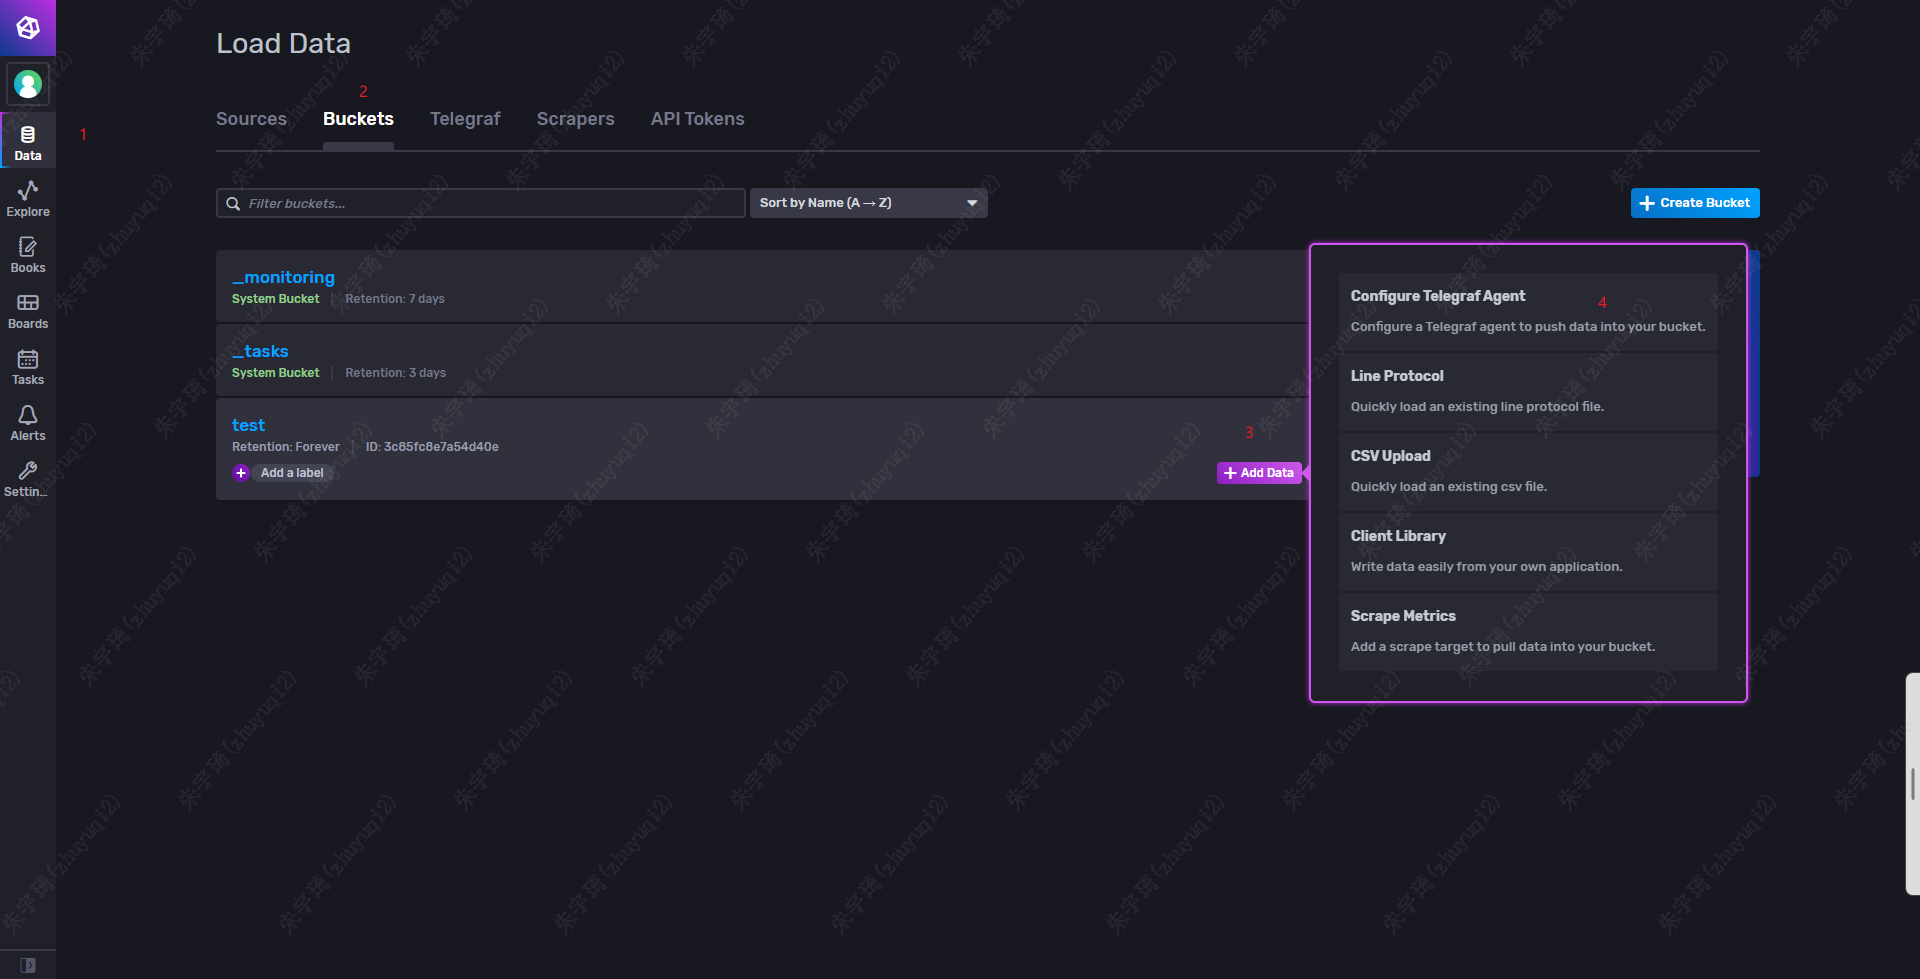 Load Data
2
Sources Buckets Telegraf Scrapers API Tokens
1
Data
Explore
Books
Boards
Tasks
Alerts
Settin...
Filter buckets...
Sort by Name (A → Z)
Create Bucket
_monitoring
System Bucket Retention: 7 days
_tasks
System Bucket Retention: 3 days
test
Retention: Forever ID: 3c85fc8e7a54d40e
Add a label
3
Add Data
Configure Telegraf Agent
4
Configure a Telegraf agent to push data into your bucket.
Line Protocol
Quickly load an existing line protocol file.
CSV Upload
Quickly load an existing csv file.
Client Library
Write data easily from your own application.
Scrape Metrics
Add a scrape target to pull data into your bucket.
朱宇琦(zhuyuqi2)